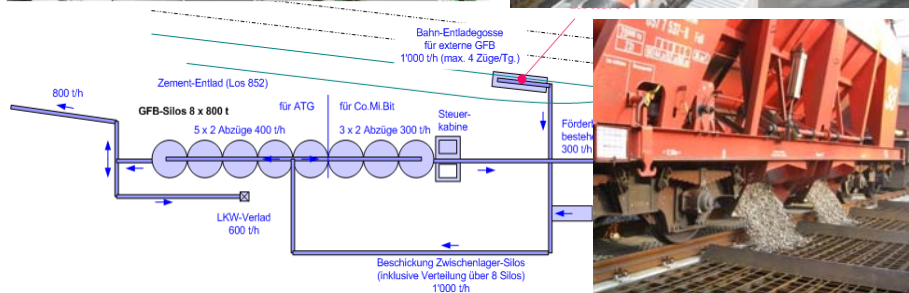 Bahn-Entladegosse
für externe GFB
1'000 t/h (max. 4 Züge/Tg.)
Zement-Entlad (Los 852)
800 t/h
GFB-Silos 8 x 800 t
für ATG
für Co.Mi.Bit
5 x 2 Abzüge 400 t/h
3 x 2 Abzüge 300 t/h
Steuer-
kabine
300 t/h
LKW-Verlad
600 t/h
Beschickung Zwischenlager-Silos
(inklusive Verteilung über 8 Silos)
1'000 t/h